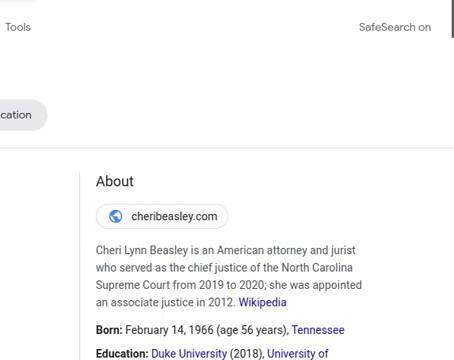 Tools
SafeSearch on
cation
About
cheribeasley.com
Cheri Lynn Beasley is an American attorney and jurist
who served as the chief justice of the North Carolina
Supreme Court from 2019 to 2020; she was appointed
an associate justice in 2012. Wikipedia
Born: February 14, 1966 (age 56 years), Tennessee
Education: Duke University (2018), University of